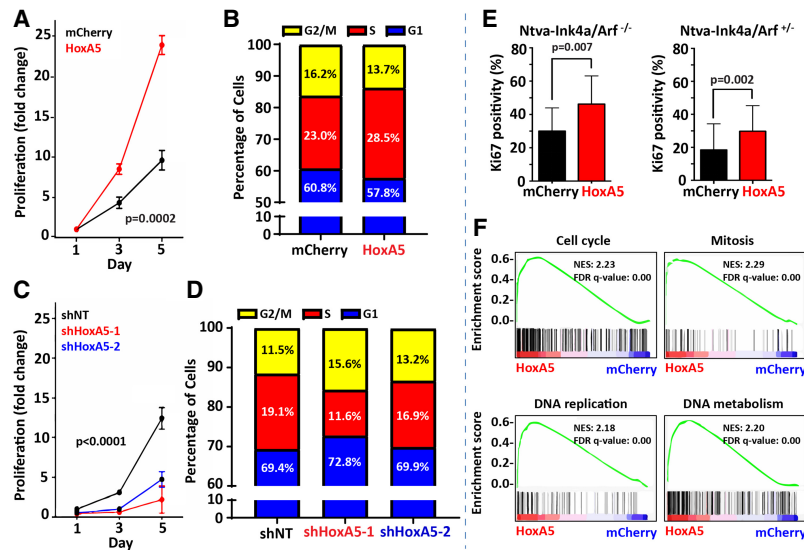 A
mCherry
HoxA5
Proliferation (fold change)
25
20
15
10
5
0
1 3 5
Day
p=0.0002
B
G2/M S G1
Percentage of Cells
100
90
80
70
60
50
10
0
16.2% 13.7%
23.0% 28.5%
60.8% 57.8%
mCherry HoxA5
C
shNT
shHoxA5-1
shHoxA5-2
Proliferation (fold change)
25
20
15
10
5
0
p<0.0001
1 3 5
Day
D
G2/M S G1
Percentage of Cells
100
90
80
70
60
10
0
11.5% 15.6% 13.2%
19.1% 11.6% 16.9%
69.4% 72.8% 69.9%
shNT shHoxA5-1 shHoxA5-2
E
Ntva-Ink4a/Arf -/-
Ki67 positivity (%)
80
60
40
20
0
p=0.007
mCherry HoxA5
Ntva-Ink4a/Arf +/-
Ki67 positivity (%)
80
60
40
20
0
p=0.002
mCherry HoxA5
F
Cell cycle
Enrichment score
0.6
0.4
0.2
0.0
NES: 2.23
FDR q-value: 0.00
HoxA5 mCherry
Mitosis
NES: 2.29
FDR q-value: 0.00
HoxA5 mCherry
DNA replication
Enrichment score
0.6
0.4
0.2
0.0
NES: 2.18
FDR q-value: 0.00
HoxA5 mCherry
DNA metabolism
NES: 2.20
FDR q-value: 0.00
HoxA5 mCherry